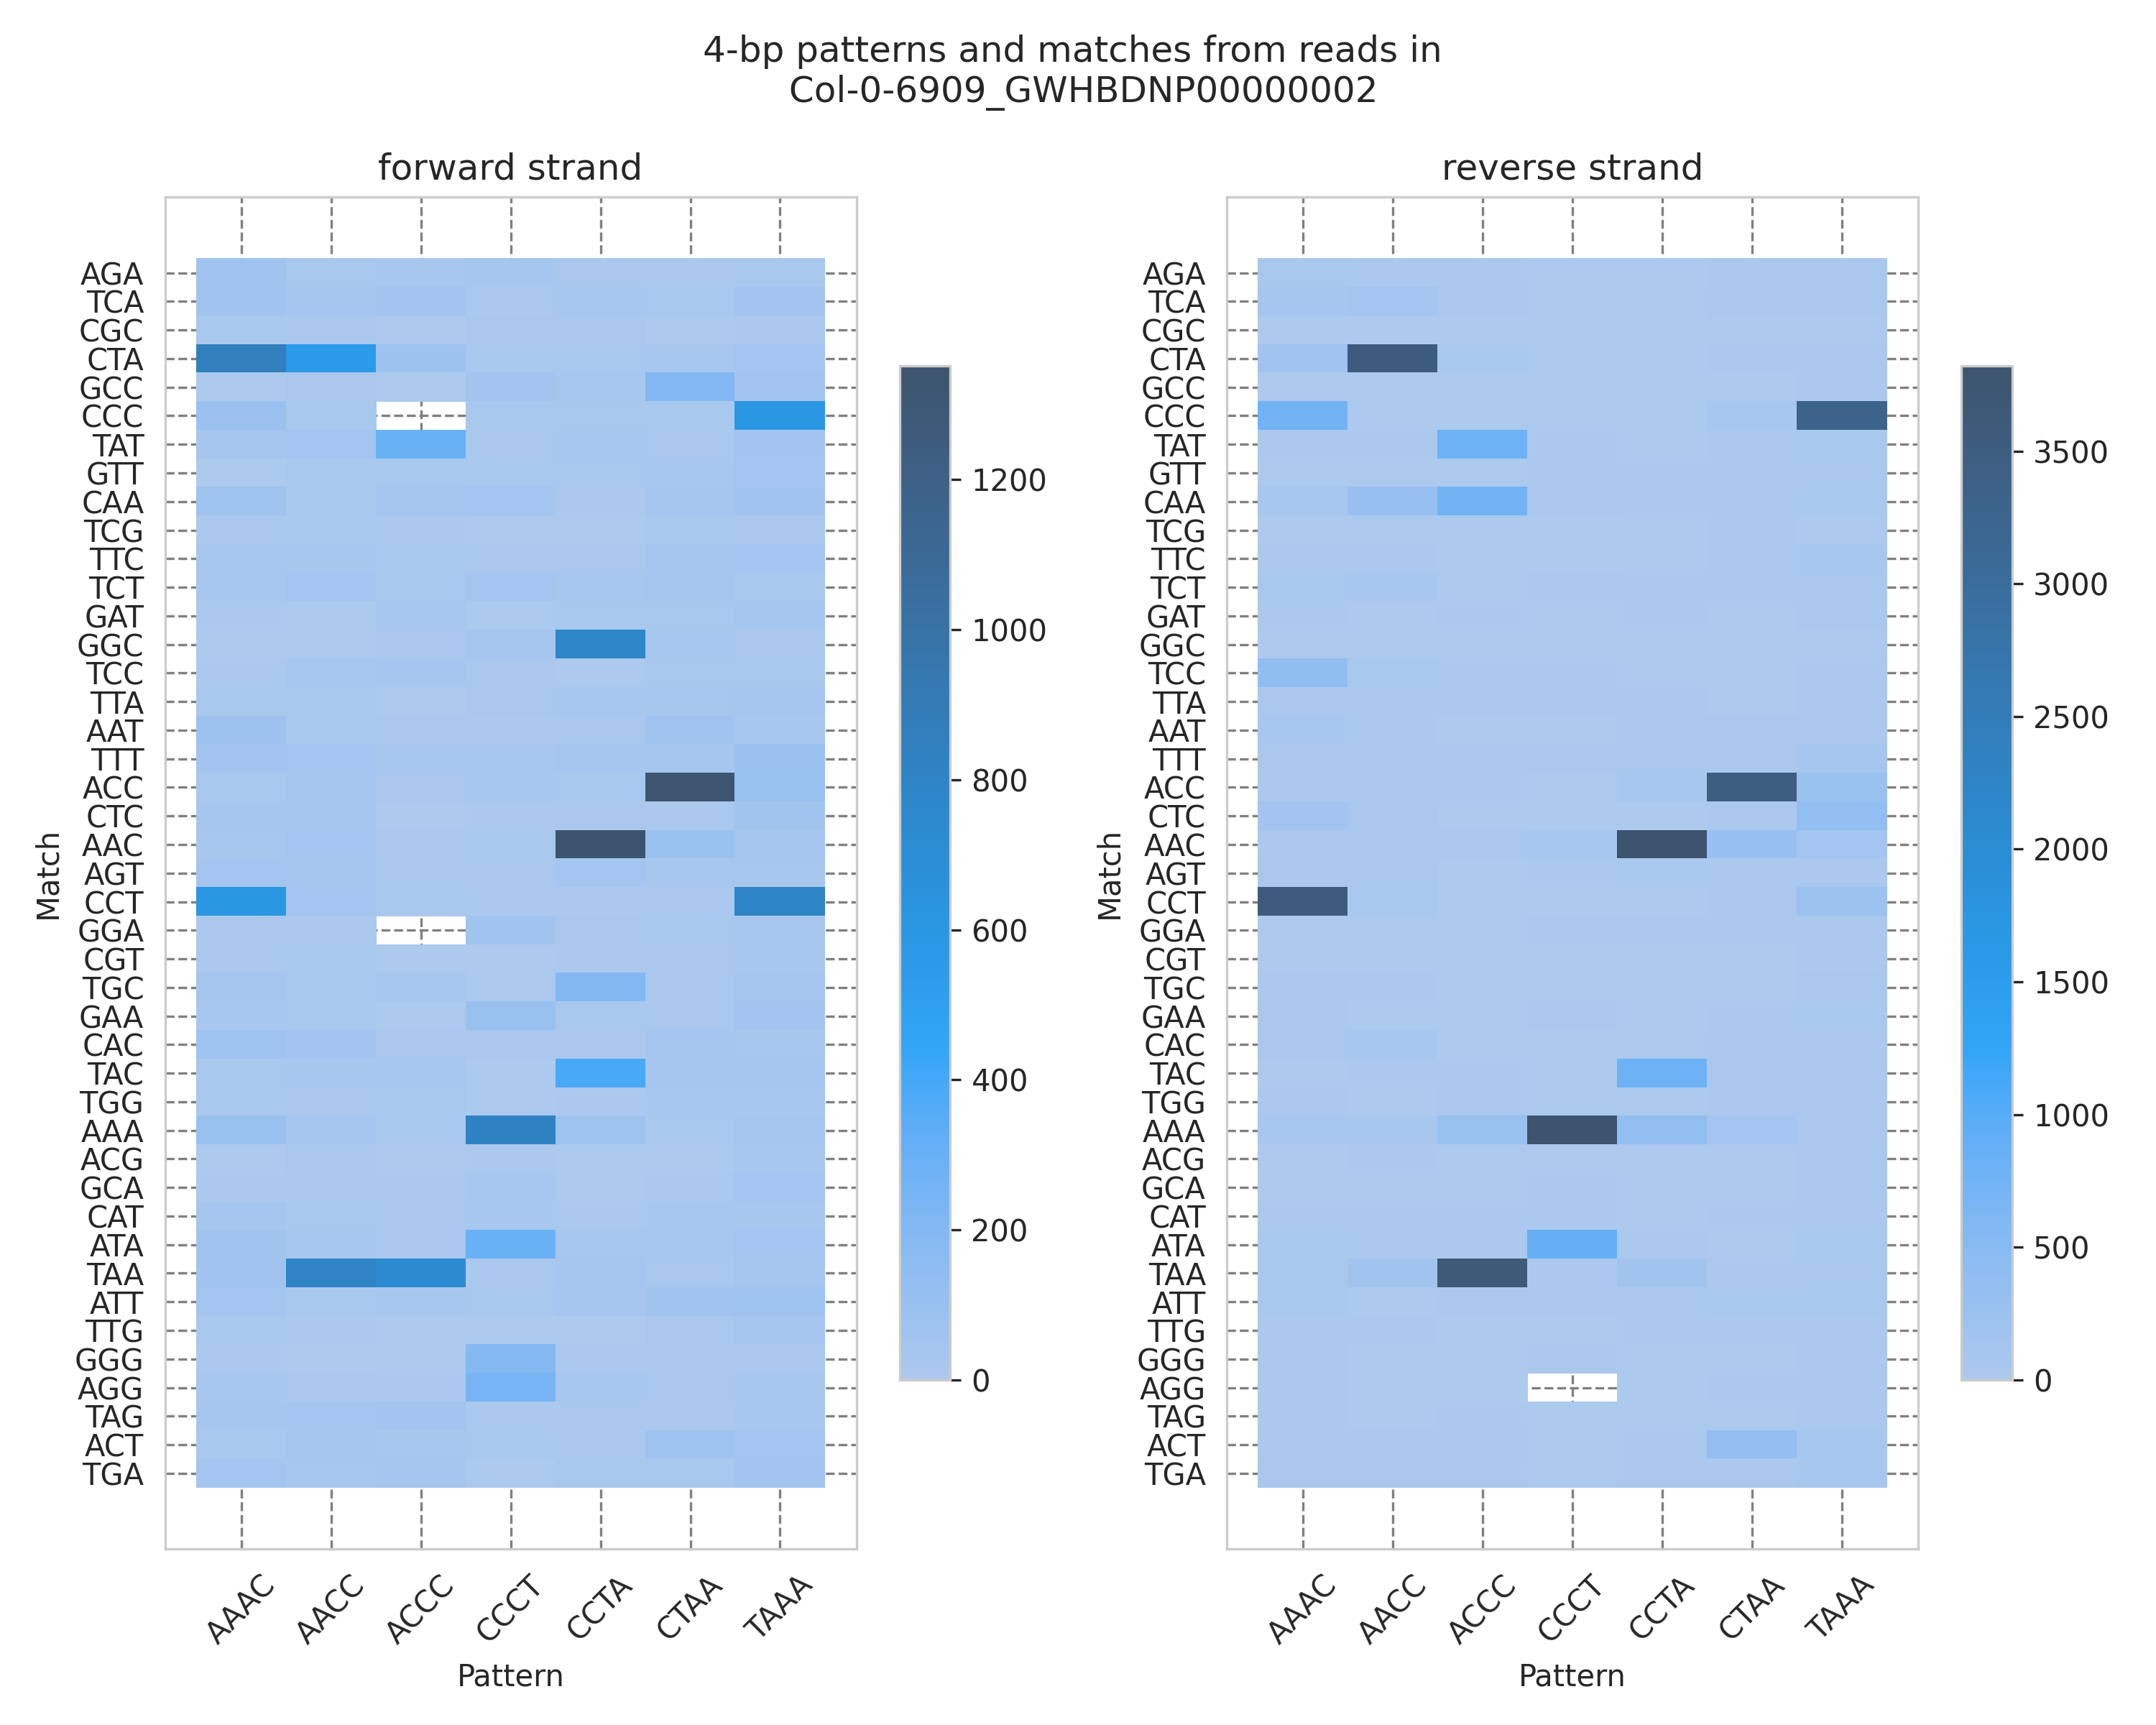 4-bp patterns and matches from reads in
Col-0-6909_GWHBDNP00000002
forward strand
Match
AGA
TCA
CGC
CTA
GCC
CCC
TAT
GTT
CAA
TCG
TTC
TCT
GAT
GGC
TCC
TTA
AAT
TTT
ACC
CTC
AAC
AGT
CCT
GGA
CGT
TGC
GAA
CAC
TAC
TGG
AAA
ACG
GCA
CAT
ATA
TAA
ATT
TTG
GGG
AGG
TAG
ACT
TGA
AAAC AACC ACCC CCCT CCTA CTAA TAAA
Pattern
1200
1000
800
600
400
200
0
reverse strand
Match
AGA
TCA
CGC
CTA
GCC
CCC
TAT
GTT
CAA
TCG
TTC
TCT
GAT
GGC
TCC
TTA
AAT
TTT
ACC
CTC
AAC
AGT
CCT
GGA
CGT
TGC
GAA
CAC
TAC
TGG
AAA
ACG
GCA
CAT
ATA
TAA
ATT
TTG
GGG
AGG
TAG
ACT
TGA
AAAC AACC ACCC CCCT CCTA CTAA TAAA
Pattern
3500
3000
2500
2000
1500
1000
500
0